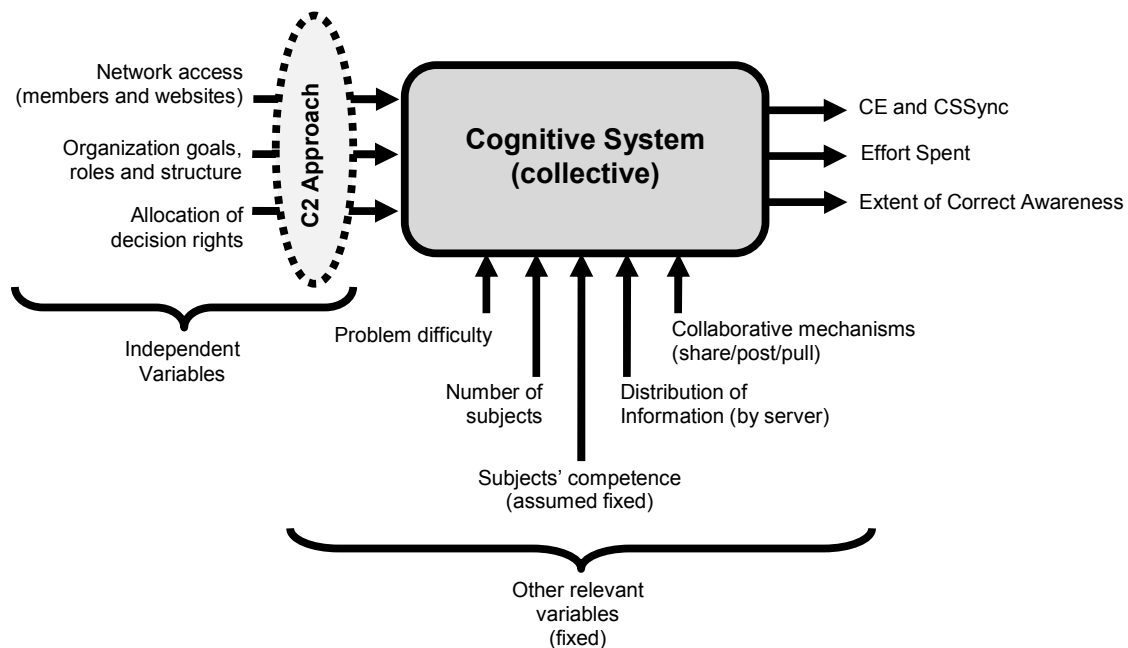 Network access
(members and websites)
Organization goals,
roles and structure
Allocation of
decision rights
C2 Approach
Cognitive System
(collective)
CE and CSSync
Effort Spent
Extent of Correct Awareness
Independent
Variables
Problem difficulty
Number of
subjects
Subjects’ competence
(assumed fixed)
Distribution of
Information (by server)
Collaborative mechanisms
(share/post/pull)
Other relevant
variables
(fixed)